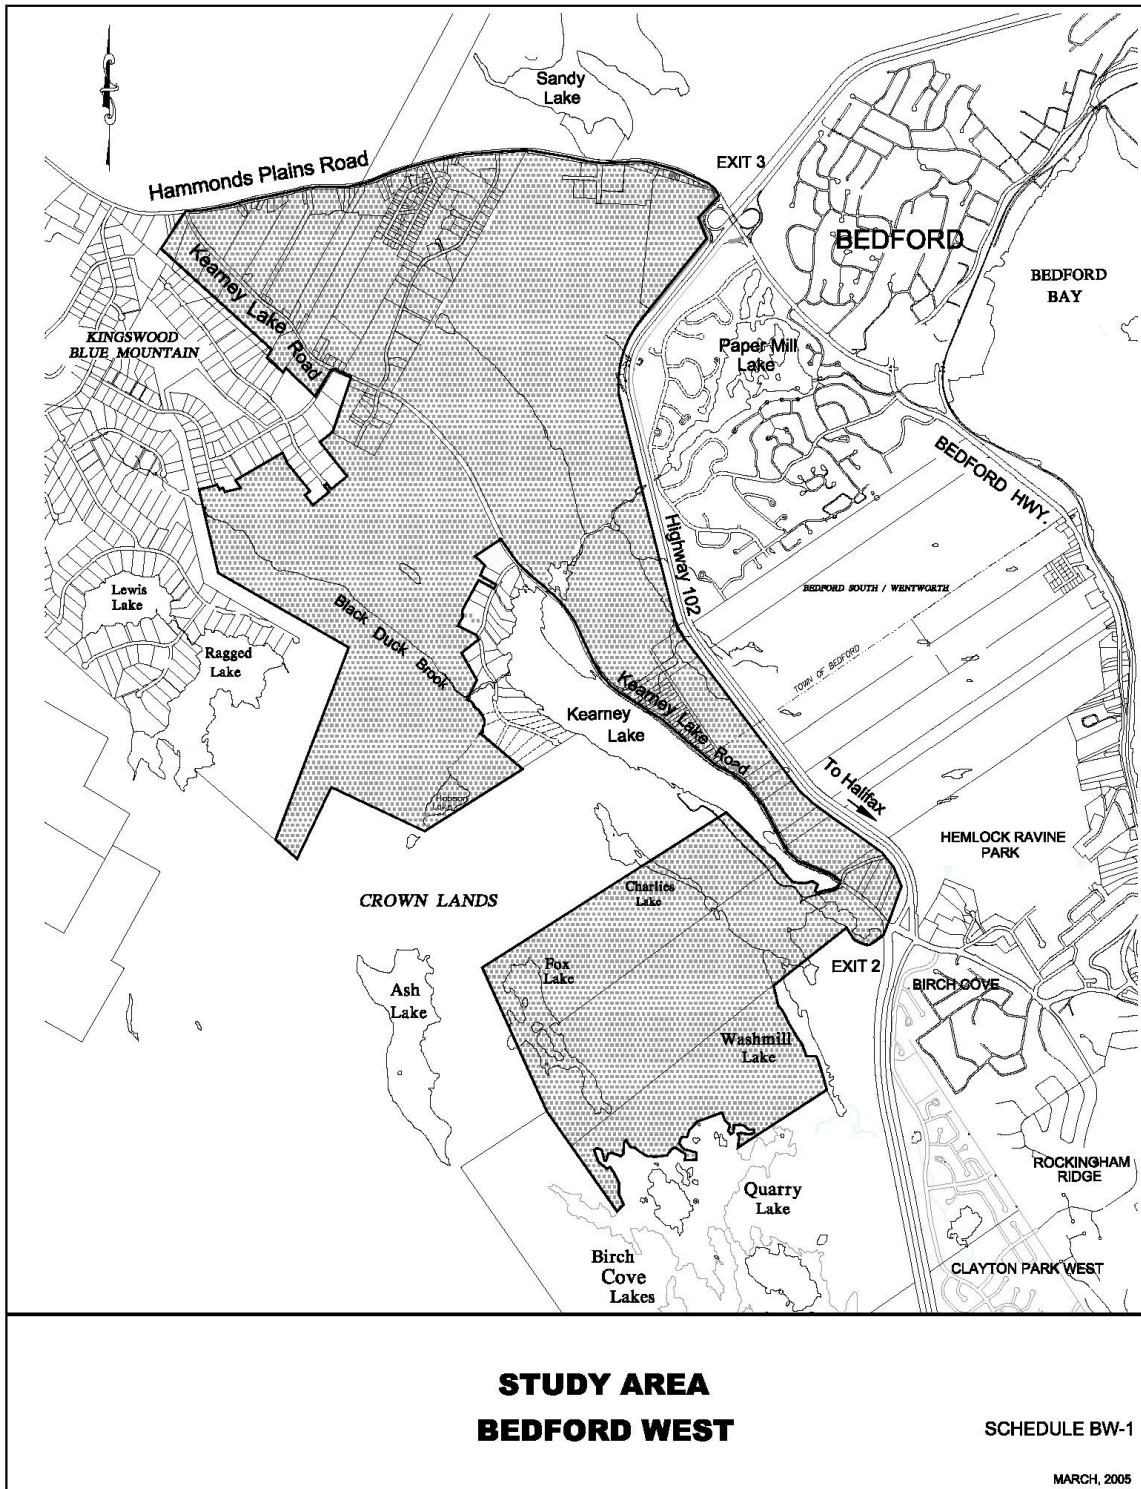 Sandy
Lake
Hammonds Plains Road
EXIT 3
BEDFORD
BEDFORD
BAY
Kearney Lake Road
KINGSWOOD
BLUE MOUNTAIN
Paper Mill
Lake
BEDFORD HWY.
Highway 102
BEDFORD SOUTH / WENTWORTH
Lewis
Lake
Black Duck Brook
Ragged
Lake
TOWN OF BEDFORD
Kearney Lake Road
Kearney
Lake
To Halifax
Hobson
Lake
HEMLOCK RAVINE
PARK
Charlies
Lake
CROWN LANDS
Fox
Lake
EXIT 2
Ash
Lake
BIRCH COVE
Washmill
Lake
ROCKINGHAM
RIDGE
Quarry
Lake
Birch
Cove
Lakes
CLAYTON PARK WEST
STUDY AREA
BEDFORD WEST
SCHEDULE BW-1
MARCH, 2005